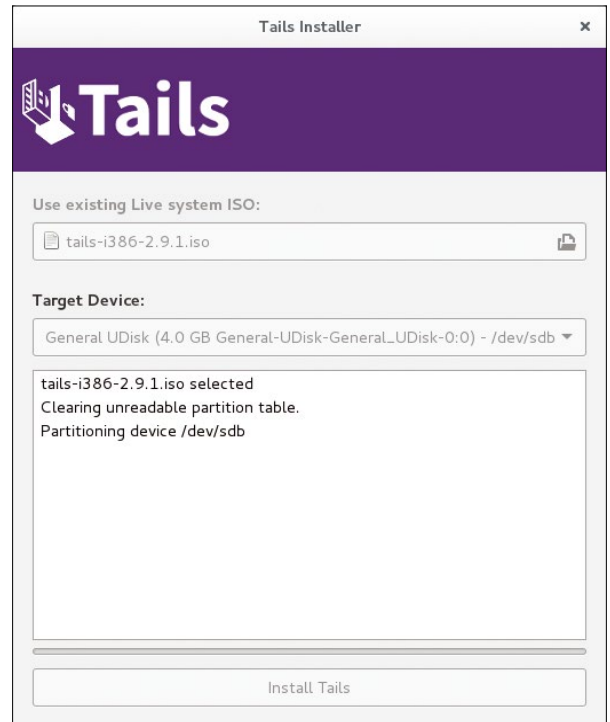 Tails Installer
Tails
Use existing Live system ISO:
tails-i386-2.9.1.iso
Target Device:
General UDisk (4.0 GB General-UDisk-General_UDisk-0:0) - /dev/sdb
tails-i386-2.9.1.iso selected
Clearing unreadable partition table.
Partitioning device /dev/sdb
Install Tails